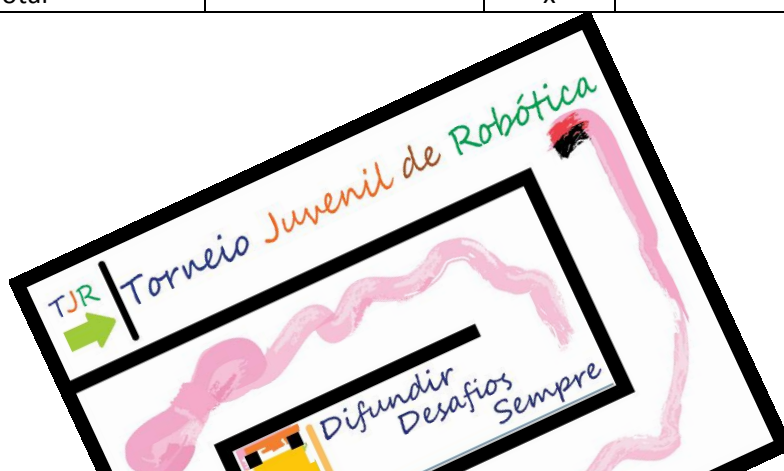 x
TJR
Torneio Juvenil de Robótica
Difundir
Desafios
Sempre